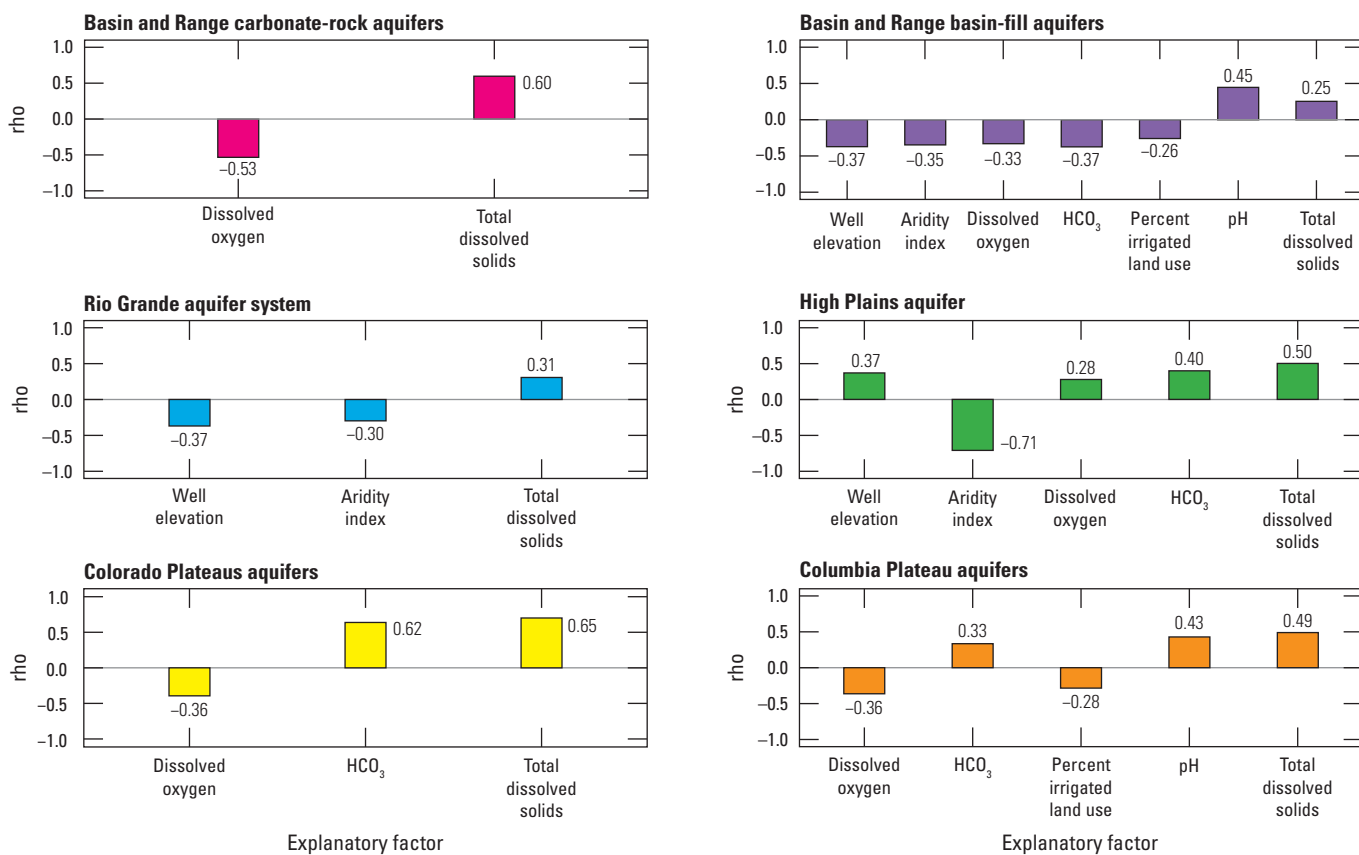 Basin and Range carbonate-rock aquifers
1.0
0.5
0.0
−0.5
−1.0
rho
−0.53
0.60
Dissolved
oxygen
Total
dissolved
solids
Basin and Range basin-fill aquifers
1.0
0.5
0.0
−0.5
−1.0
−0.37
−0.35
−0.33
−0.37
−0.26
0.45
0.25
Well
elevation
Aridity
index
Dissolved
oxygen
HCO₃
Percent
irrigated
land use
pH
Total
dissolved
solids
Rio Grande aquifer system
1.0
0.5
0.0
−0.5
−1.0
rho
−0.37
−0.30
0.31
Well
elevation
Aridity
index
Total
dissolved
solids
High Plains aquifer
1.0
0.5
0.0
−0.5
−1.0
rho
0.37
−0.71
0.28
0.40
0.50
Well
elevation
Aridity
index
Dissolved
oxygen
HCO₃
Total
dissolved
solids
Colorado Plateaus aquifers
1.0
0.5
0.0
−0.5
−1.0
rho
−0.36
0.62
0.65
Dissolved
oxygen
HCO₃
Total
dissolved
solids
Explanatory factor
Columbia Plateau aquifers
1.0
0.5
0.0
−0.5
−1.0
rho
−0.36
0.33
−0.28
0.43
0.49
Dissolved
oxygen
HCO₃
Percent
irrigated
land use
pH
Total
dissolved
solids
Explanatory factor